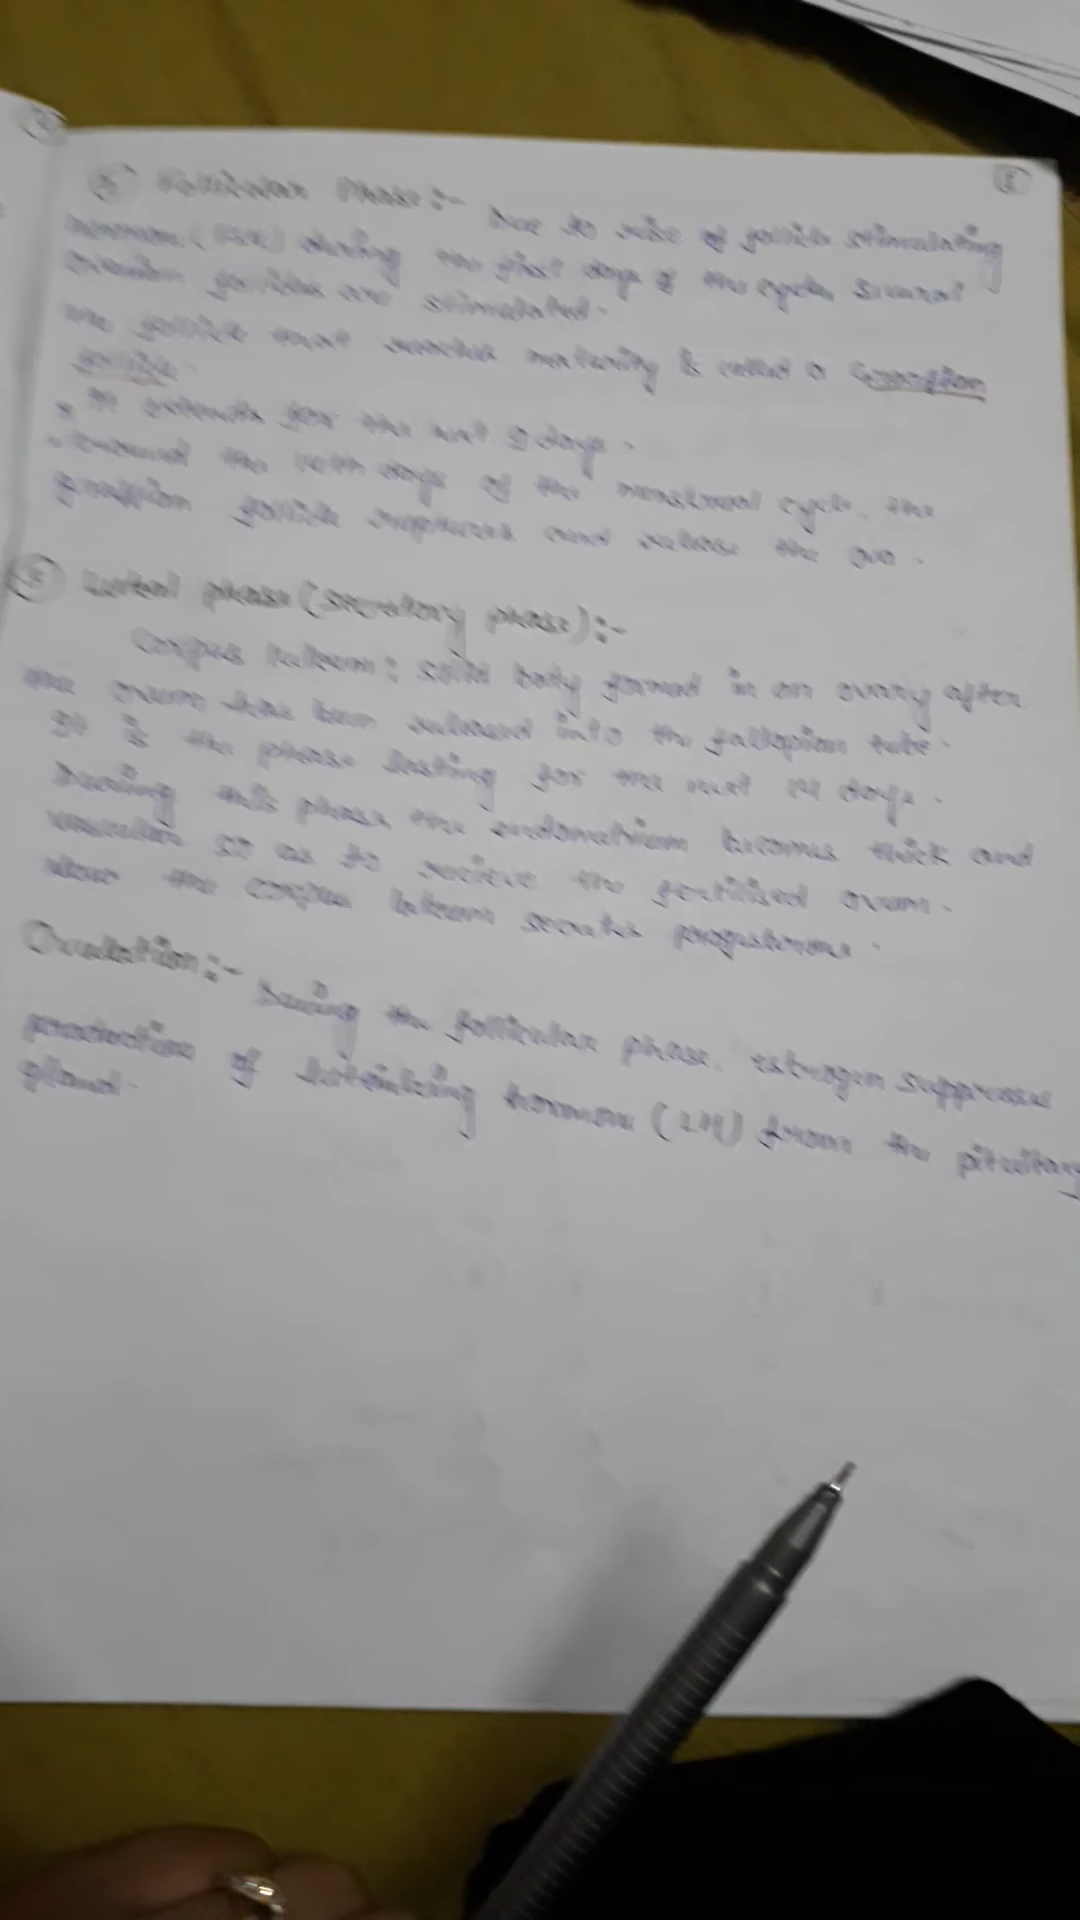 Follicular Phase :-
Due to rise of follicle stimulating
hormone (FSH) during the first days of the cycle, several
ovarian follicles are stimulated.
The follicle that reaches maturity is called a Graafian
follicle.
It extends for the next 9 days.
Around the 14th days of the menstrual cycle, the
graafian follicle ruptures and release the ova.
Luteal phase (secretory phase) :-
Corpus luteum : solid body formed in an ovary after
the ovum has been released into the fallopian tube.
It is the phase lasting for the next 14 days.
During this phase the endometrium becomes thick and
vascular so as to recieve the fertilised ovum.
the corpus luteum secretes progesterone.
Ovulation :-
During the follicular phase, estrogen suppresses
production of luteinizing hormone (LH) from the pituitary
gland.